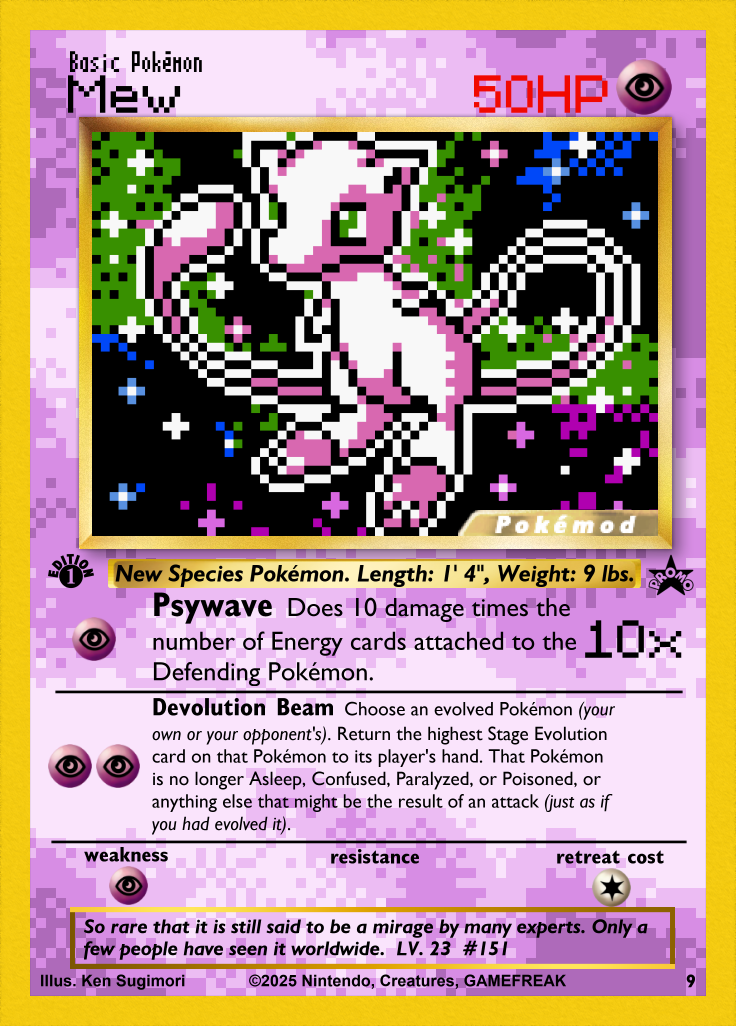 Basic Pokémon
Mew
50HP
Pokémod
EDITION
1
New Species Pokémon. Length: 1' 4", Weight: 9 lbs.
PROMO
Psywave Does 10 damage times the
number of Energy cards attached to the
Defending Pokémon.
10x
Devolution Beam Choose an evolved Pokémon (your
own or your opponent's). Return the highest Stage Evolution
card on that Pokémon to its player's hand. That Pokémon
is no longer Asleep, Confused, Paralyzed, or Poisoned, or
anything else that might be the result of an attack (just as if
you had evolved it).
weakness
resistance
retreat cost
So rare that it is still said to be a mirage by many experts. Only a
few people have seen it worldwide. LV. 23 #151
Illus. Ken Sugimori
©2025 Nintendo, Creatures, GAMEFREAK
9